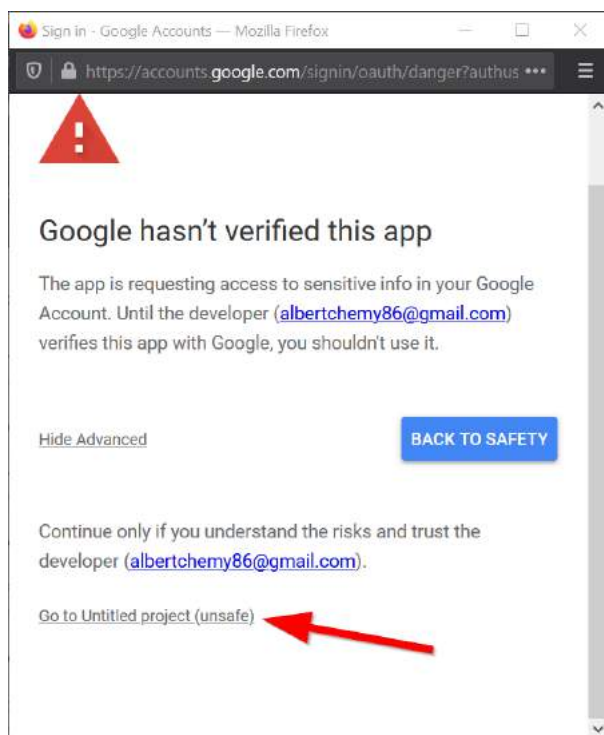 Sign in - Google Accounts — Mozilla Firefox
https://accounts.google.com/signin/oauth/danger?authus
Google hasn't verified this app
The app is requesting access to sensitive info in your Google
Account. Until the developer (albertchemy86@gmail.com)
verifies this app with Google, you shouldn't use it.
Hide Advanced
BACK TO SAFETY
Continue only if you understand the risks and trust the
developer (albertchemy86@gmail.com).
Go to Untitled project (unsafe)